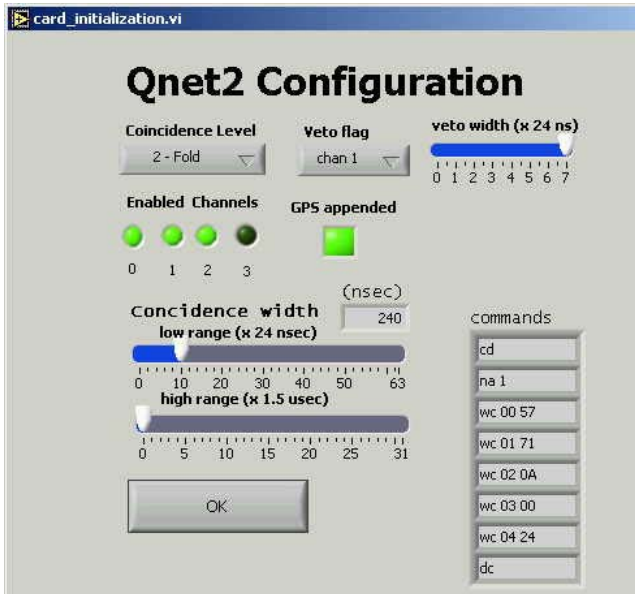 card_initialization.vi
Qnet2 Configuration
Coincidence Level
Veto flag
veto width (x 24 ns)
2 - Fold
chan 1
0 1 2 3 4 5 6 7
Enabled Channels
GPS appended
0 1 2 3
(nsec)
Concidence width
240
low range (x 24 nsec)
0 10 20 30 40 50 63
high range (x 1.5 usec)
0 5 10 15 20 25 31
OK
commands
cd
na 1
wc 00 57
wc 01 71
wc 02 0A
wc 03 00
wc 04 24
dc